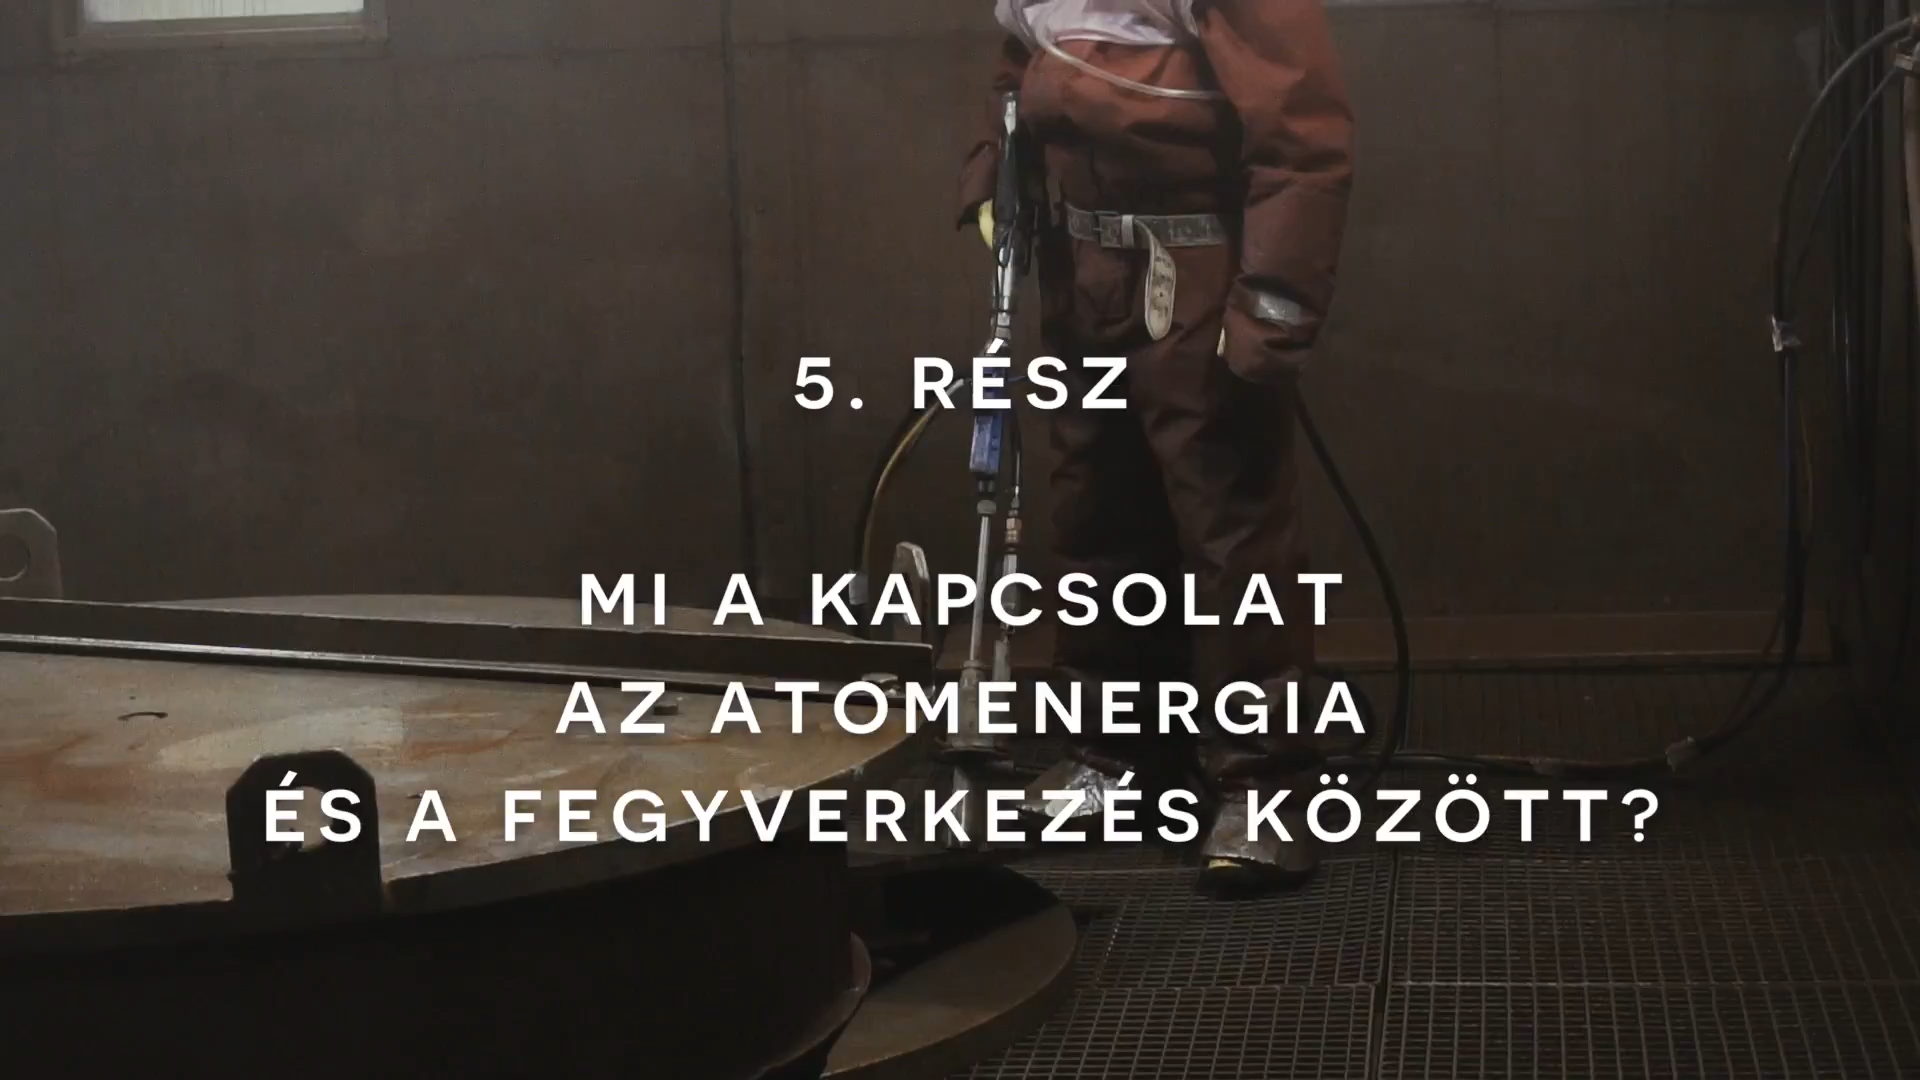 5. RÉSZ
MI A KAPCSOLAT
AZ ATOMENERGIA
ÉS A FEGYVERKEZÉS KÖZÖTT?